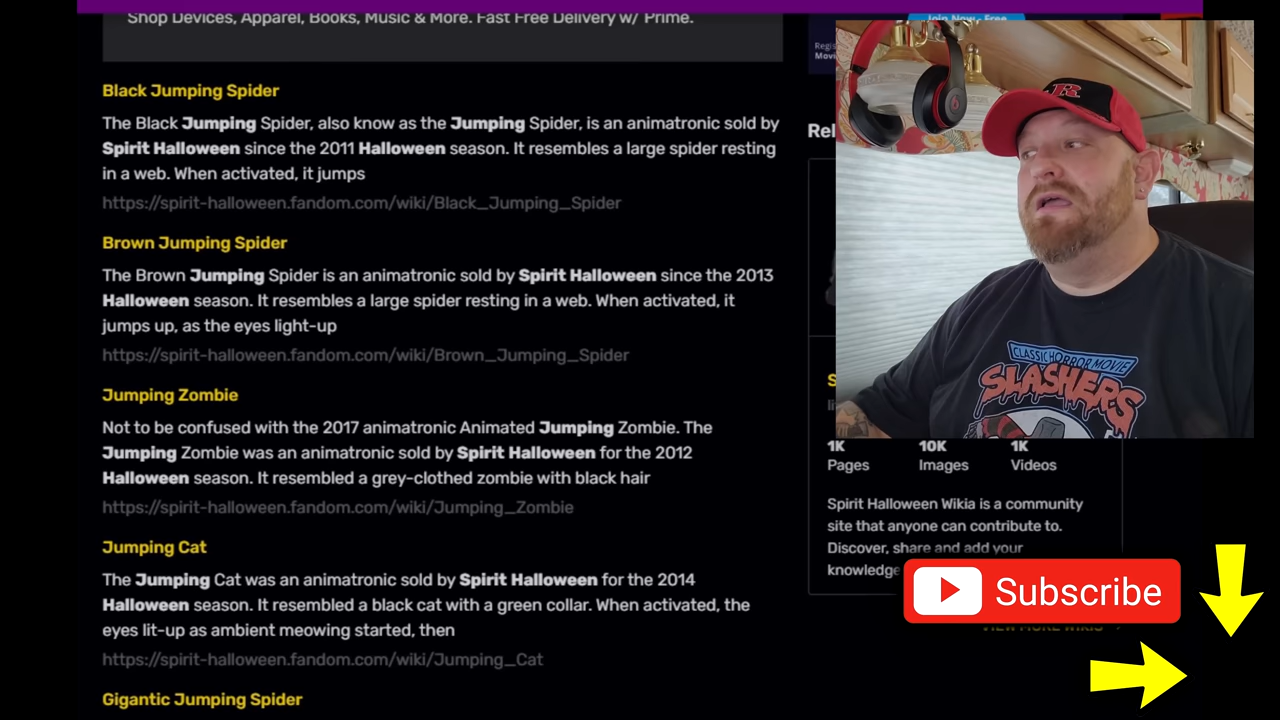 Shop Devices, Apparel, Books, Music & More. Fast Free Delivery w/ Prime.
Black Jumping Spider
The Black Jumping Spider, also know as the Jumping Spider, is an animatronic sold by
Spirit Halloween since the 2011 Halloween season. It resembles a large spider resting
in a web. When activated, it jumps
https://spirit-halloween.fandom.com/wiki/Black_Jumping_Spider
Brown Jumping Spider
The Brown Jumping Spider is an animatronic sold by Spirit Halloween since the 2013
Halloween season. It resembles a large spider resting in a web. When activated, it
jumps up, as the eyes light-up
https://spirit-halloween.fandom.com/wiki/Brown_Jumping_Spider
Jumping Zombie
Not to be confused with the 2017 animatronic Animated Jumping Zombie. The
Jumping Zombie was an animatronic sold by Spirit Halloween for the 2012
Halloween season. It resembled a grey-clothed zombie with black hair
https://spirit-halloween.fandom.com/wiki/Jumping_Zombie
Jumping Cat
The Jumping Cat was an animatronic sold by Spirit Halloween for the 2014
Halloween season. It resembled a black cat with a green collar. When activated, the
eyes lit-up as ambient meowing started, then
https://spirit-halloween.fandom.com/wiki/Jumping_Cat
Gigantic Jumping Spider
Join Now - Free
R
CLASSIC HORROR MOVIE
SLASHERS
1K 10K 1K
Pages Images Videos
Spirit Halloween Wikia is a community
site that anyone can contribute to.
Discover, share and add your
knowledge
Subscribe
VIEW MORE WIKIS